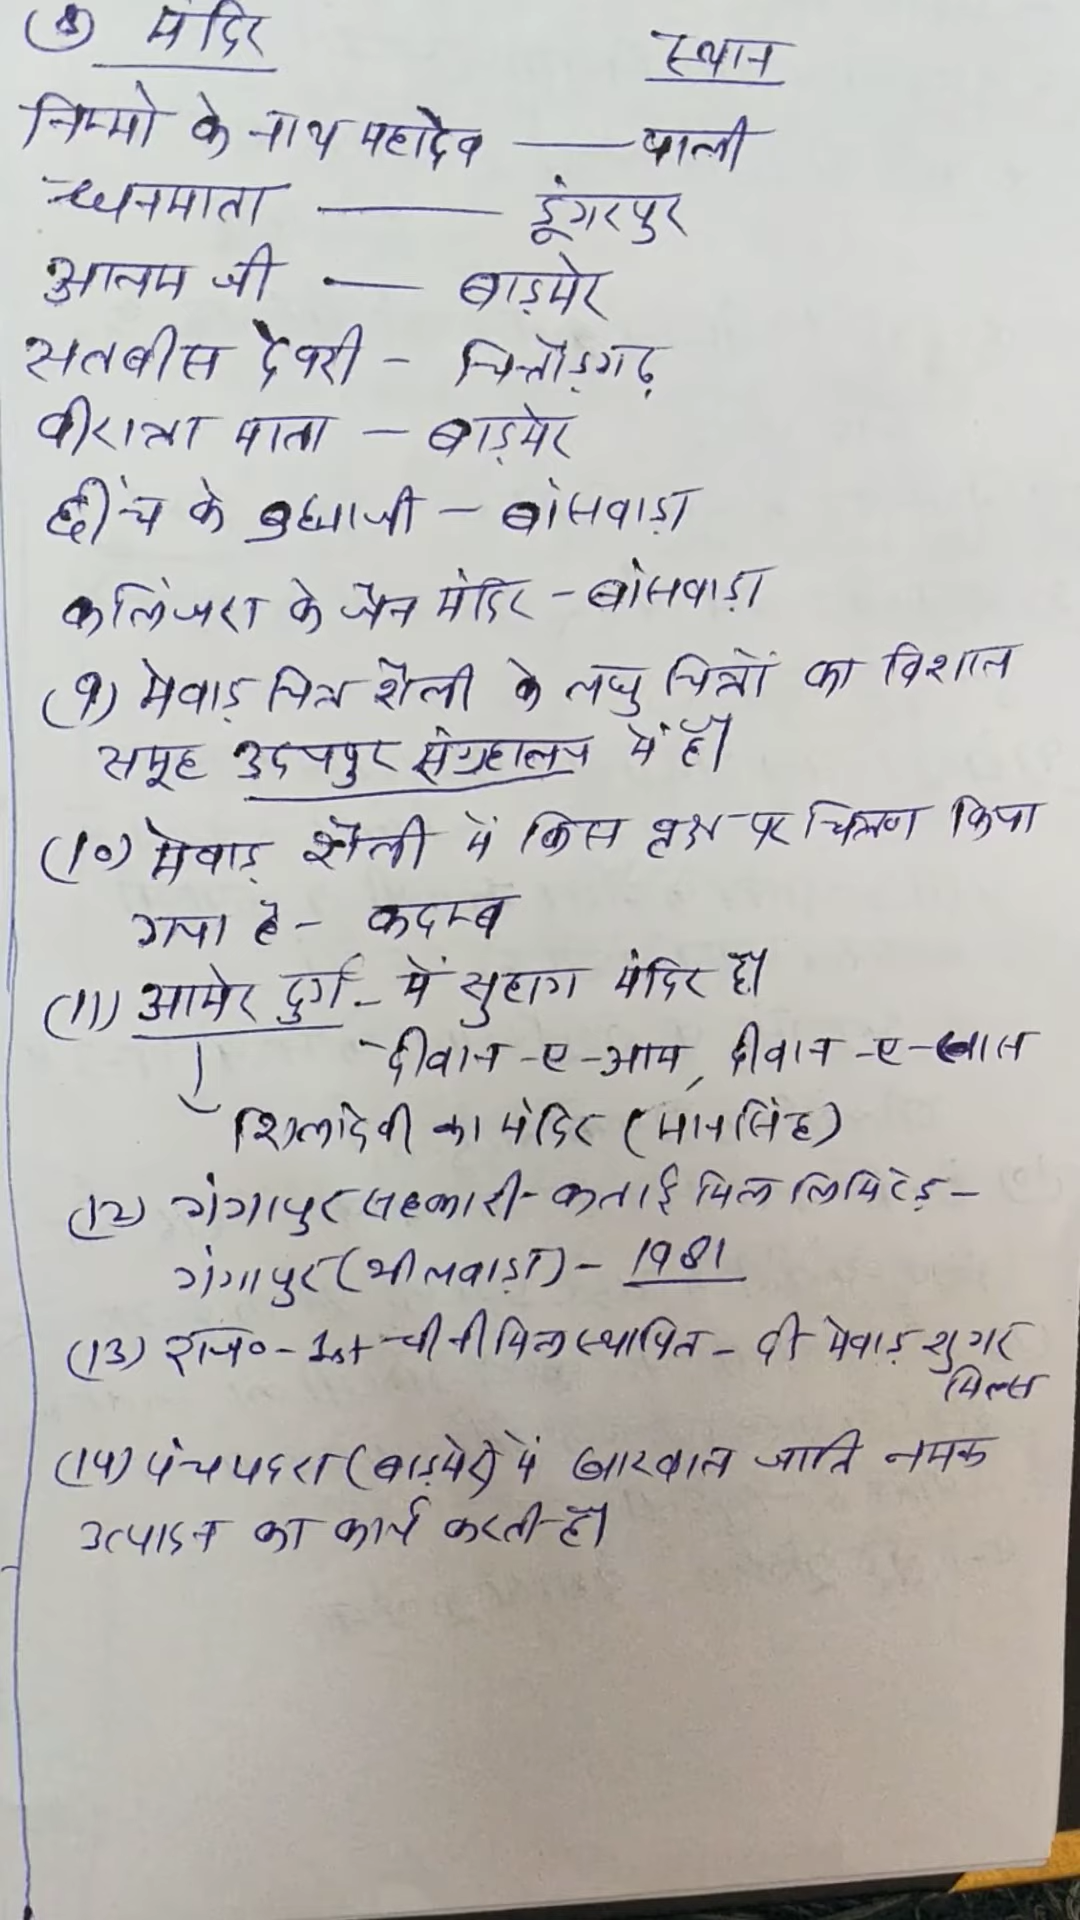 (8) मंदिर स्थान
निम्मो के नाथ महादेव — पाली
धनमाता — डूंगरपुर
आलम जी — बाड़मेर
सतबीस देवरी - चित्तौड़गढ़
वीरात्रा माता - बाड़मेर
छींच के ब्रह्माजी - बांसवाड़ा
कलिंजरा के जैन मंदिर - बांसवाड़ा
(9) मेवाड़ चित्र शैली के लघु चित्रों का विशाल
समूह उदयपुर संग्रहालय में है।
(10) मेवाड़ शैली में किस वृक्ष पर चित्रण किया
गया है - कदम्ब
(11) आमेर दुर्ग - में सुहाग मंदिर है।
- दीवान-ए-आम, दीवान-ए-खास
शिलादेवी का मंदिर (मानसिंह)
(12) गंगापुर सहकारी-कताई मिल लिमिटेड़ -
गंगापुर (भीलवाड़ा) - 1981
(13) राज० - 1st चीनी मिल स्थापित - दी मेवाड़ शुगर
मिल्स
(14) पंचपदरा (बाड़मेर) में खारवाल जाति नमक
उत्पादन का कार्य करती है।